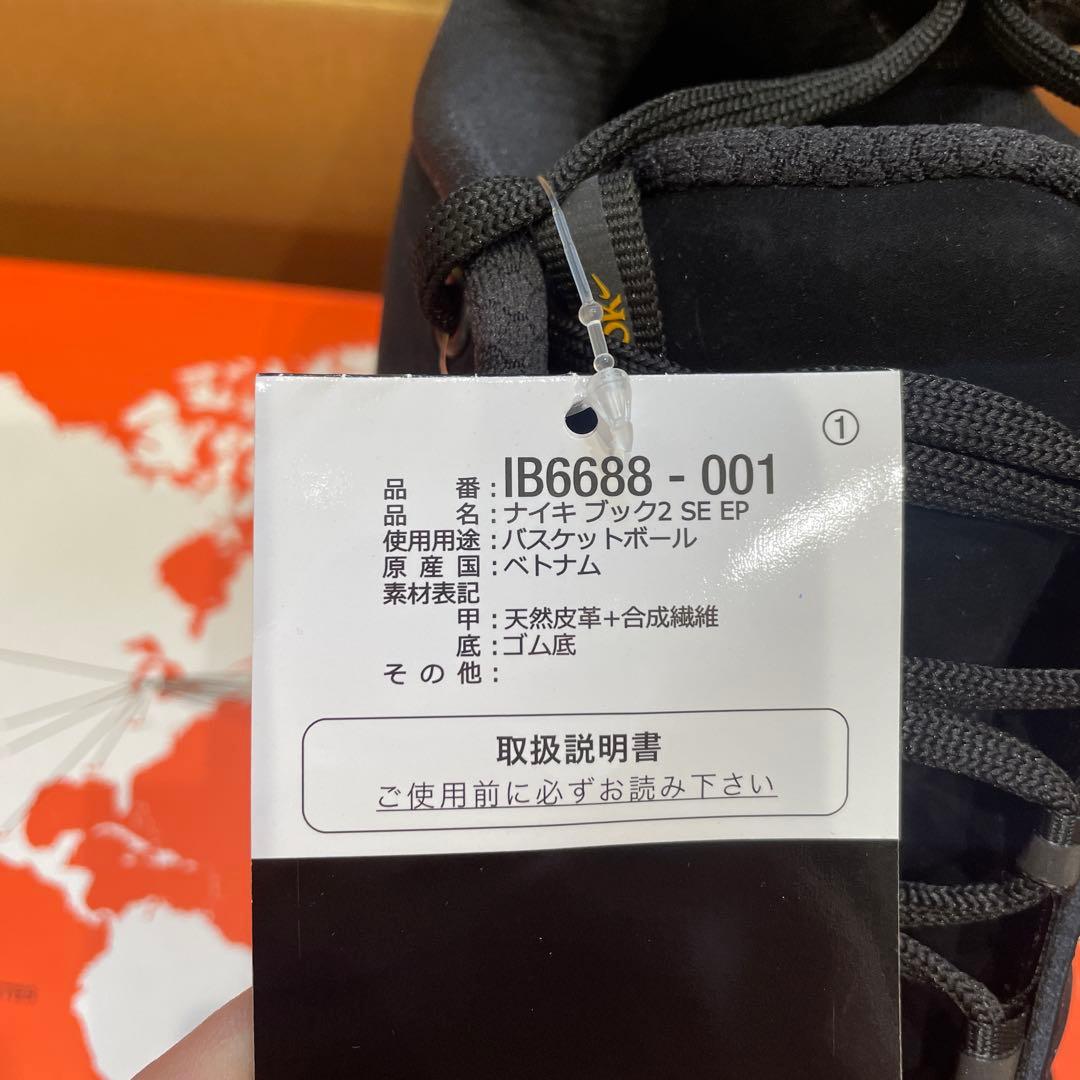 ①
品番:IB6688-001
品名:ナイキ ブック2 SE EP
使用用途:バスケットボール
原産国:ベトナム
素材表記
甲:天然皮革+合成繊維
底:ゴム底
その他:
取扱説明書
ご使用前に必ずお読み下さい